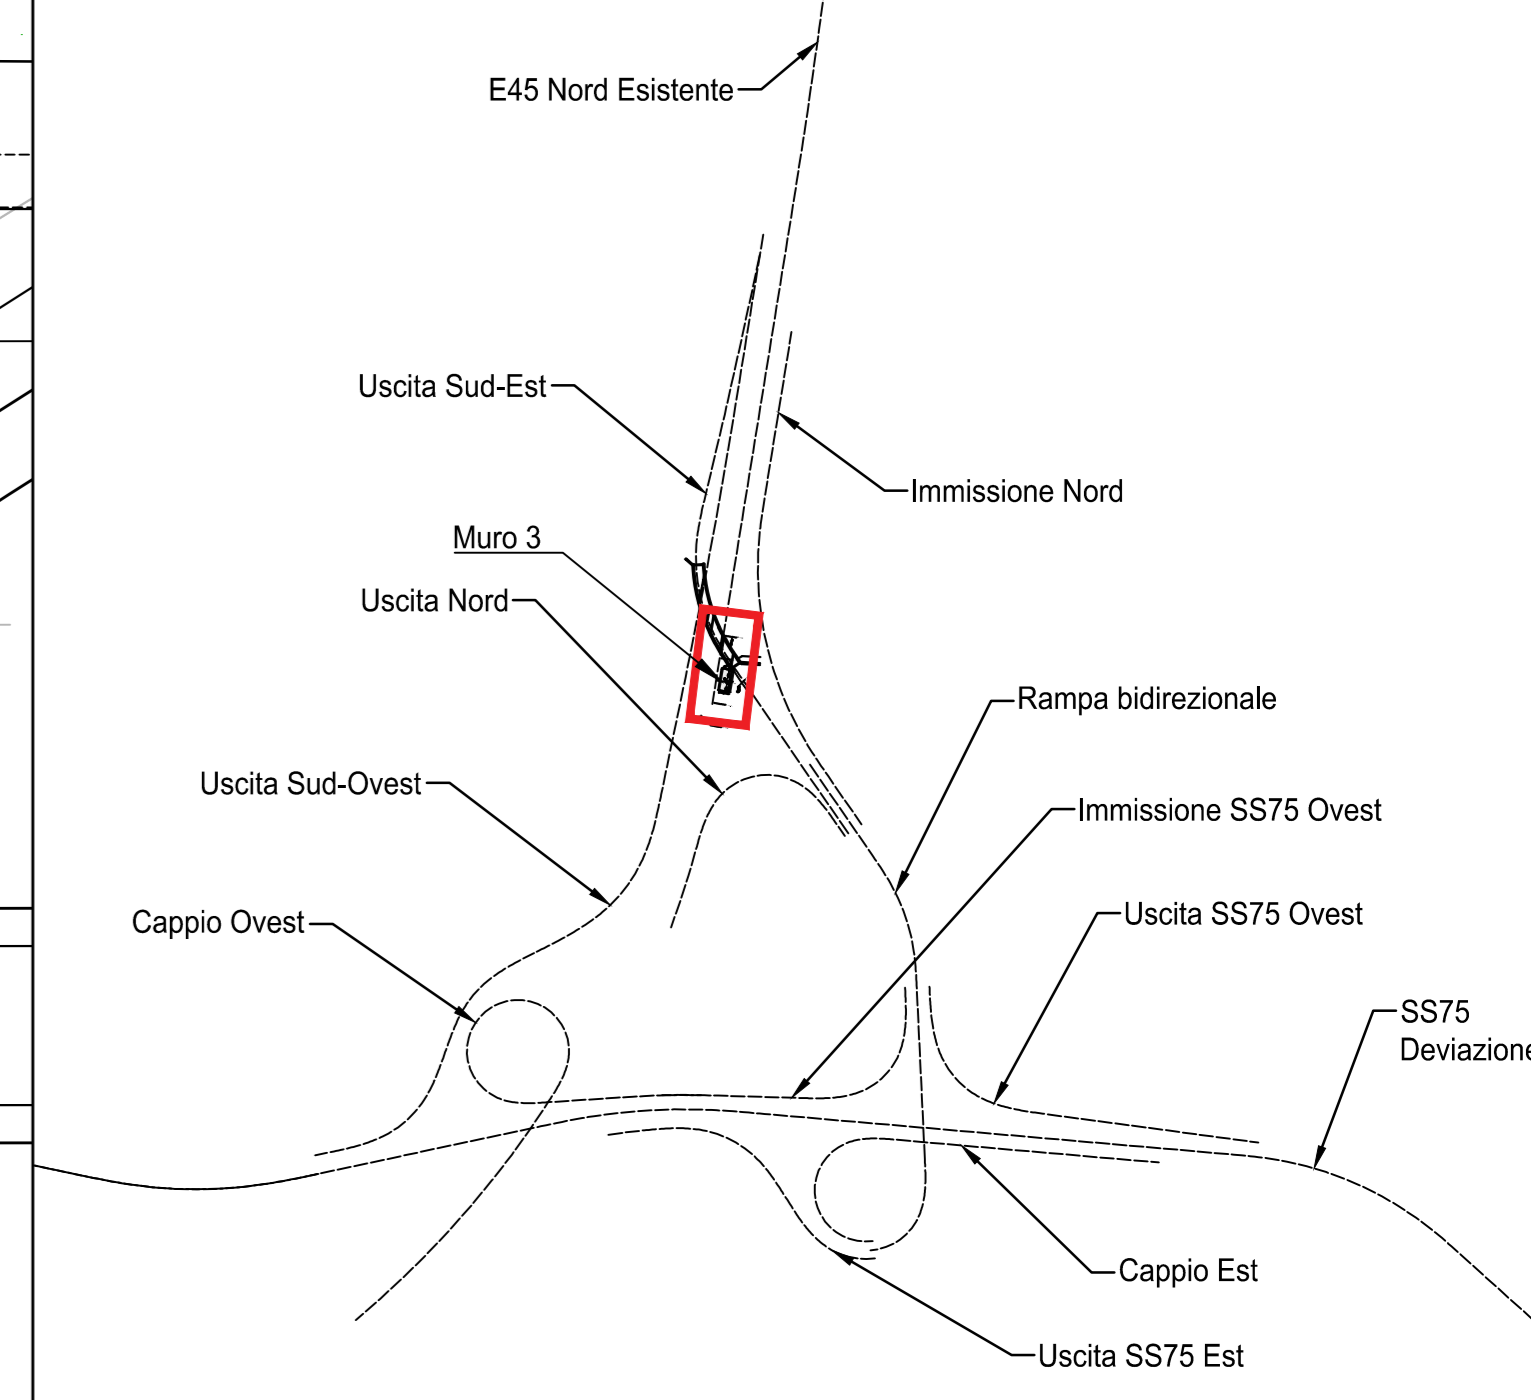 E45 Nord Esistente
Uscita Sud-Est
Immissione Nord
Muro 3
Uscita Nord
Rampa bidirezionale
Uscita Sud-Ovest
Immissione SS75 Ovest
Cappio Ovest
Uscita SS75 Ovest
SS75
Deviazione
Cappio Est
Uscita SS75 Est